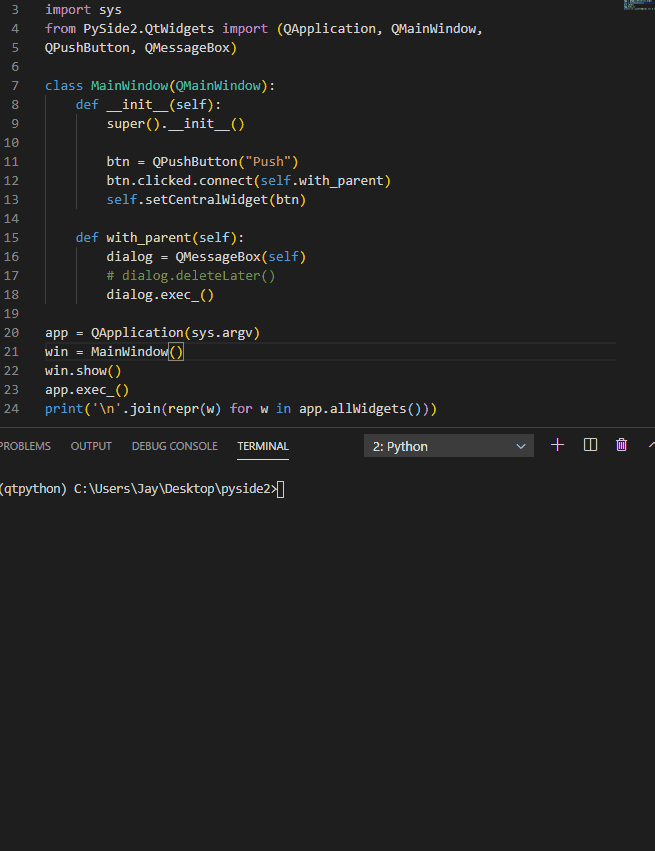 3 import sys
4 from PySide2.QtWidgets import (QApplication, QMainWindow,
5 QPushButton, QMessageBox)
6
7 class MainWindow(QMainWindow):
8     def __init__(self):
9         super().__init__()
10
11         btn = QPushButton("Push")
12         btn.clicked.connect(self.with_parent)
13         self.setCentralWidget(btn)
14
15     def with_parent(self):
16         dialog = QMessageBox(self)
17         # dialog.deleteLater()
18         dialog.exec_()
19
20 app = QApplication(sys.argv)
21 win = MainWindow()
22 win.show()
23 app.exec_()
24 print('\n'.join(repr(w) for w in app.allWidgets()))
PROBLEMS OUTPUT DEBUG CONSOLE TERMINAL 2: Python
(qtpython) C:\Users\Jay\Desktop\pyside2>